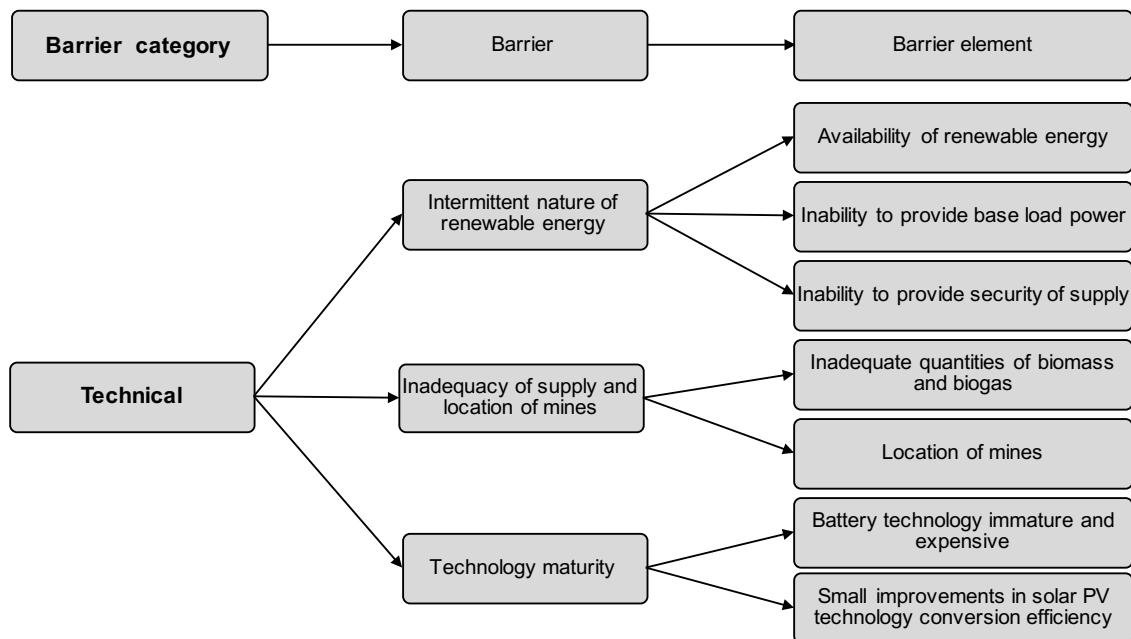 Barrier category
Barrier
Barrier element
Technical
Intermittent nature of
renewable energy
Availability of renewable energy
Inability to provide base load power
Inability to provide security of supply
Inadequacy of supply and
location of mines
Inadequate quantities of biomass
and biogas
Location of mines
Technology maturity
Battery technology immature and
expensive
Small improvements in solar PV
technology conversion efficiency